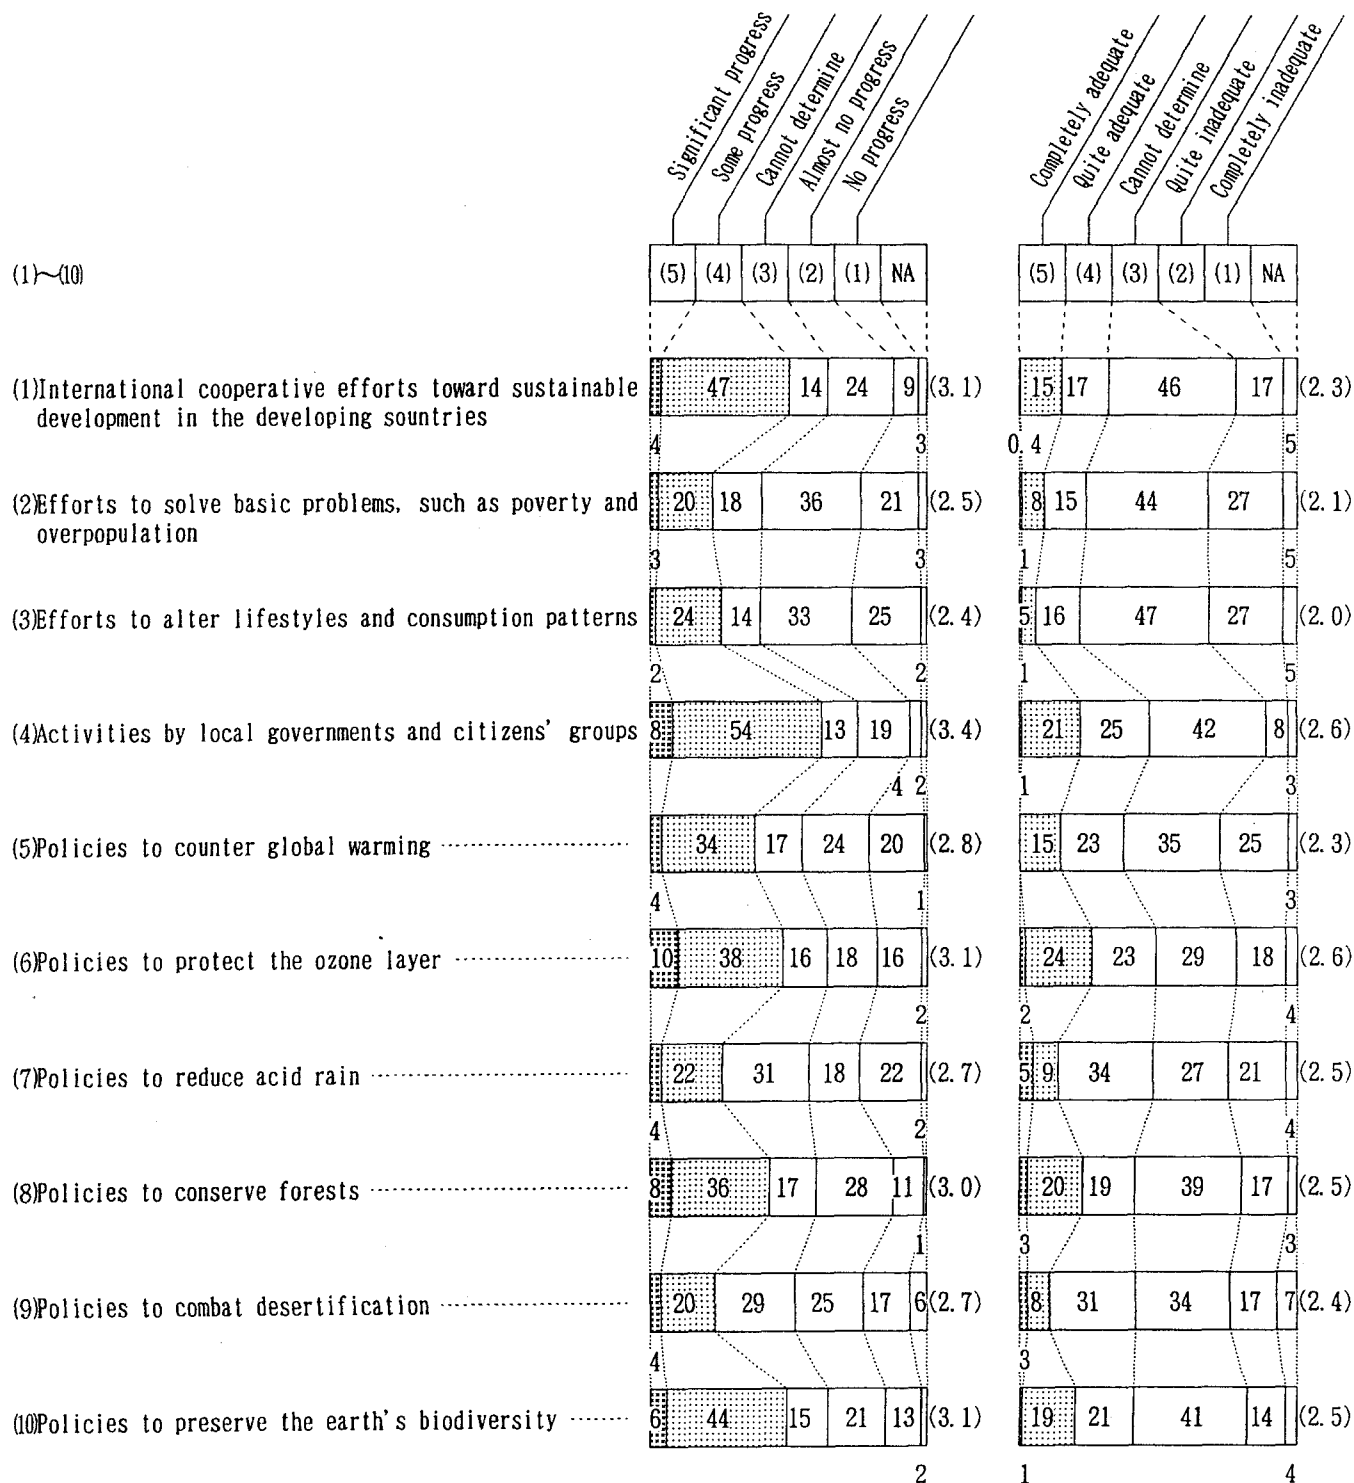 Significant progress
Some progress
Cannot determine
Almost no progress
No progress
Completely adequate
Quite adequate
Cannot determine
Quite inadequate
Completely inadequate
(1)~(10) (5) (4) (3) (2) (1) NA (5) (4) (3) (2) (1) NA
(1)International cooperative efforts toward sustainable 47 14 24 9 (3.1) 15 17 46 17 (2.3)
development in the developing sountries
4 3 0.4 5
(2)Efforts to solve basic problems, such as poverty and 20 18 36 21 (2.5) 8 15 44 27 (2.1)
overpopulation
3 3 1 5
(3)Efforts to alter lifestyles and consumption patterns 24 14 33 25 (2.4) 5 16 47 27 (2.0)
2 2 1 5
(4)Activities by local governments and citizens' groups 8 54 13 19 (3.4) 21 25 42 8 (2.6)
4 2 1 3
(5)Policies to counter global warming 34 17 24 20 (2.8) 15 23 35 25 (2.3)
4 1 3
(6)Policies to protect the ozone layer 10 38 16 18 16 (3.1) 24 23 29 18 (2.6)
2 2 4
(7)Policies to reduce acid rain 22 31 18 22 (2.7) 5 9 34 27 21 (2.5)
4 2 4
(8)Policies to conserve forests 8 36 17 28 11 (3.0) 20 19 39 17 (2.5)
1 3 3
(9)Policies to combat desertification 20 29 25 17 6 (2.7) 8 31 34 17 7 (2.4)
4 3
(10)Policies to preserve the earth's biodiversity 6 44 15 21 13 (3.1) 19 21 41 14 (2.5)
2 1 4